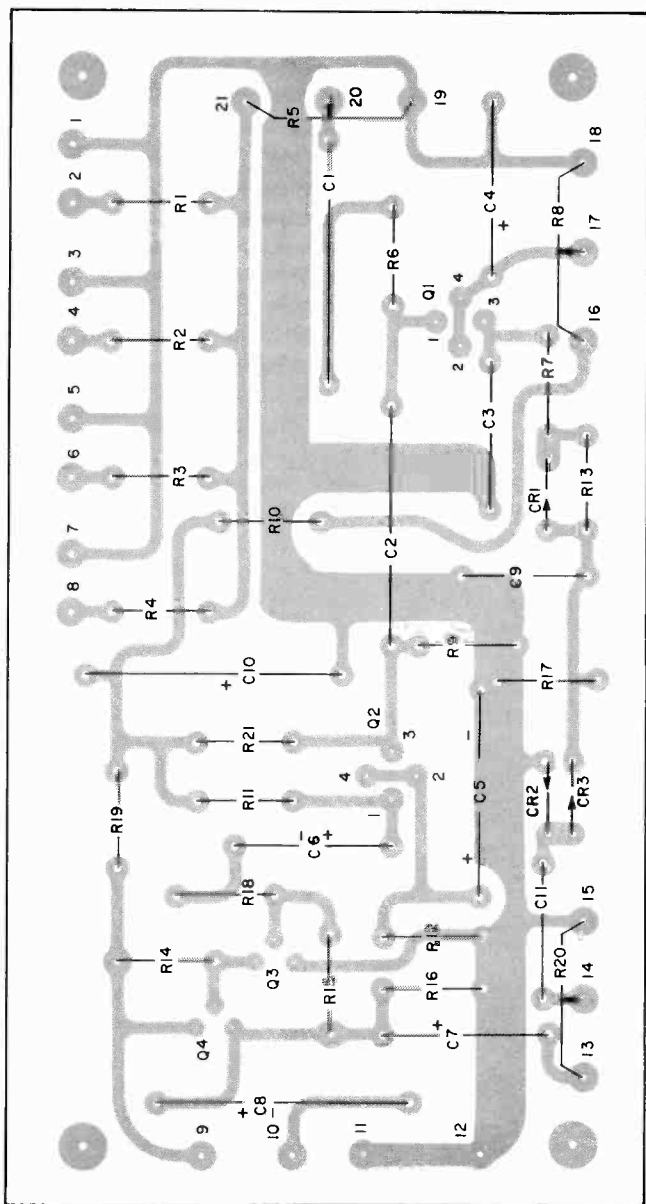 1
2
3
4
5
6
7
8
R1
R2
R3
R4
21
R5
20
19
C1
C4
+
18
R8
17
16
R6
Q1
4
3
1
2
C3
R7
C2
R10
CR1
R13
C9
C10
+
R9
R17
Q2
3
4
2
1
R21
R11
R19
C5
-
+
CR2
CR3
C6
-
+
R18
C11
15
R14
Q3
R15
R12
R16
R20
14
13
Q4
C7
+
C8
+
-
9
10
11
12